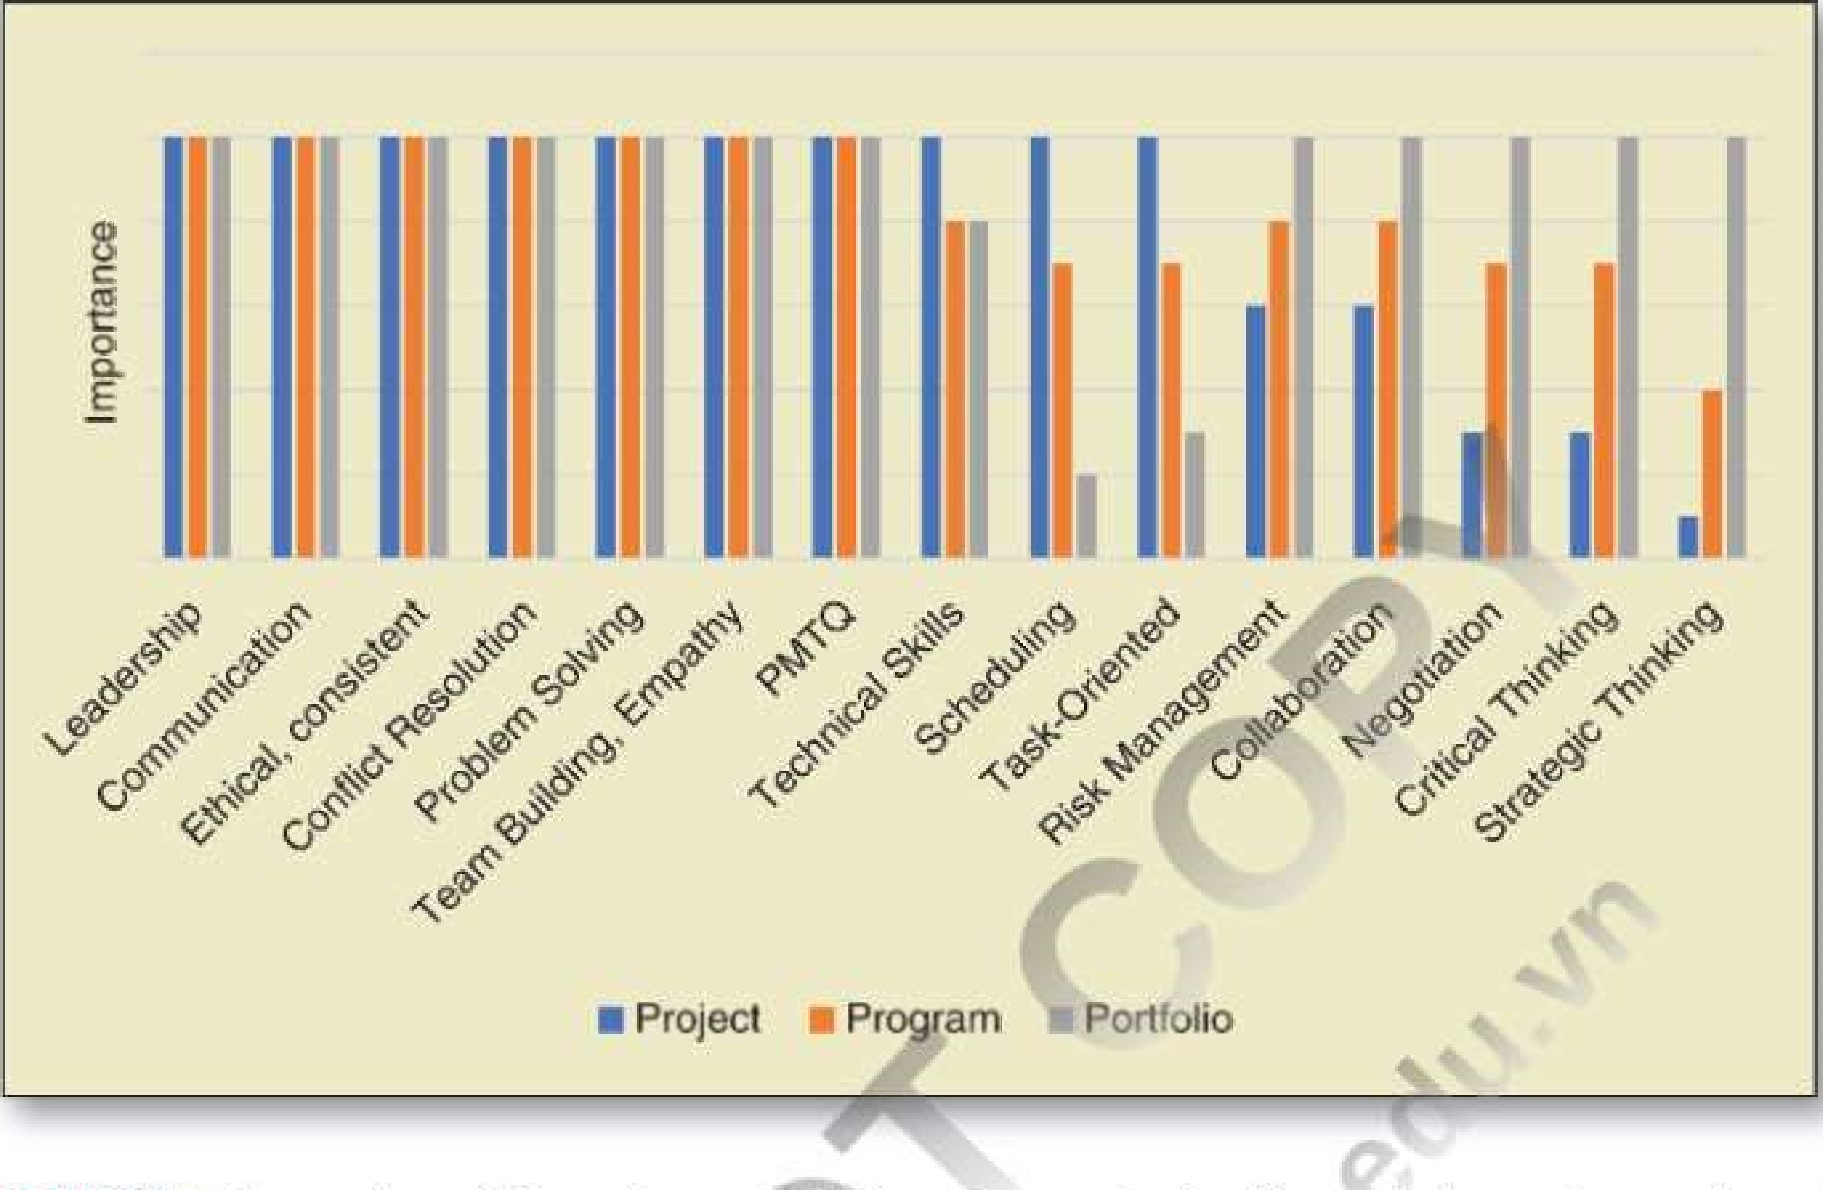 Importance
Leadership
Communication
Ethical, consistent
Conflict Resolution
Problem Solving
Team Building, Empathy
PMTQ
Technical Skills
Scheduling
Task-Oriented
Risk Management
Collaboration
Negotiation
Critical Thinking
Strategic Thinking
Project Program Portfolio
T COPY
edu.vn